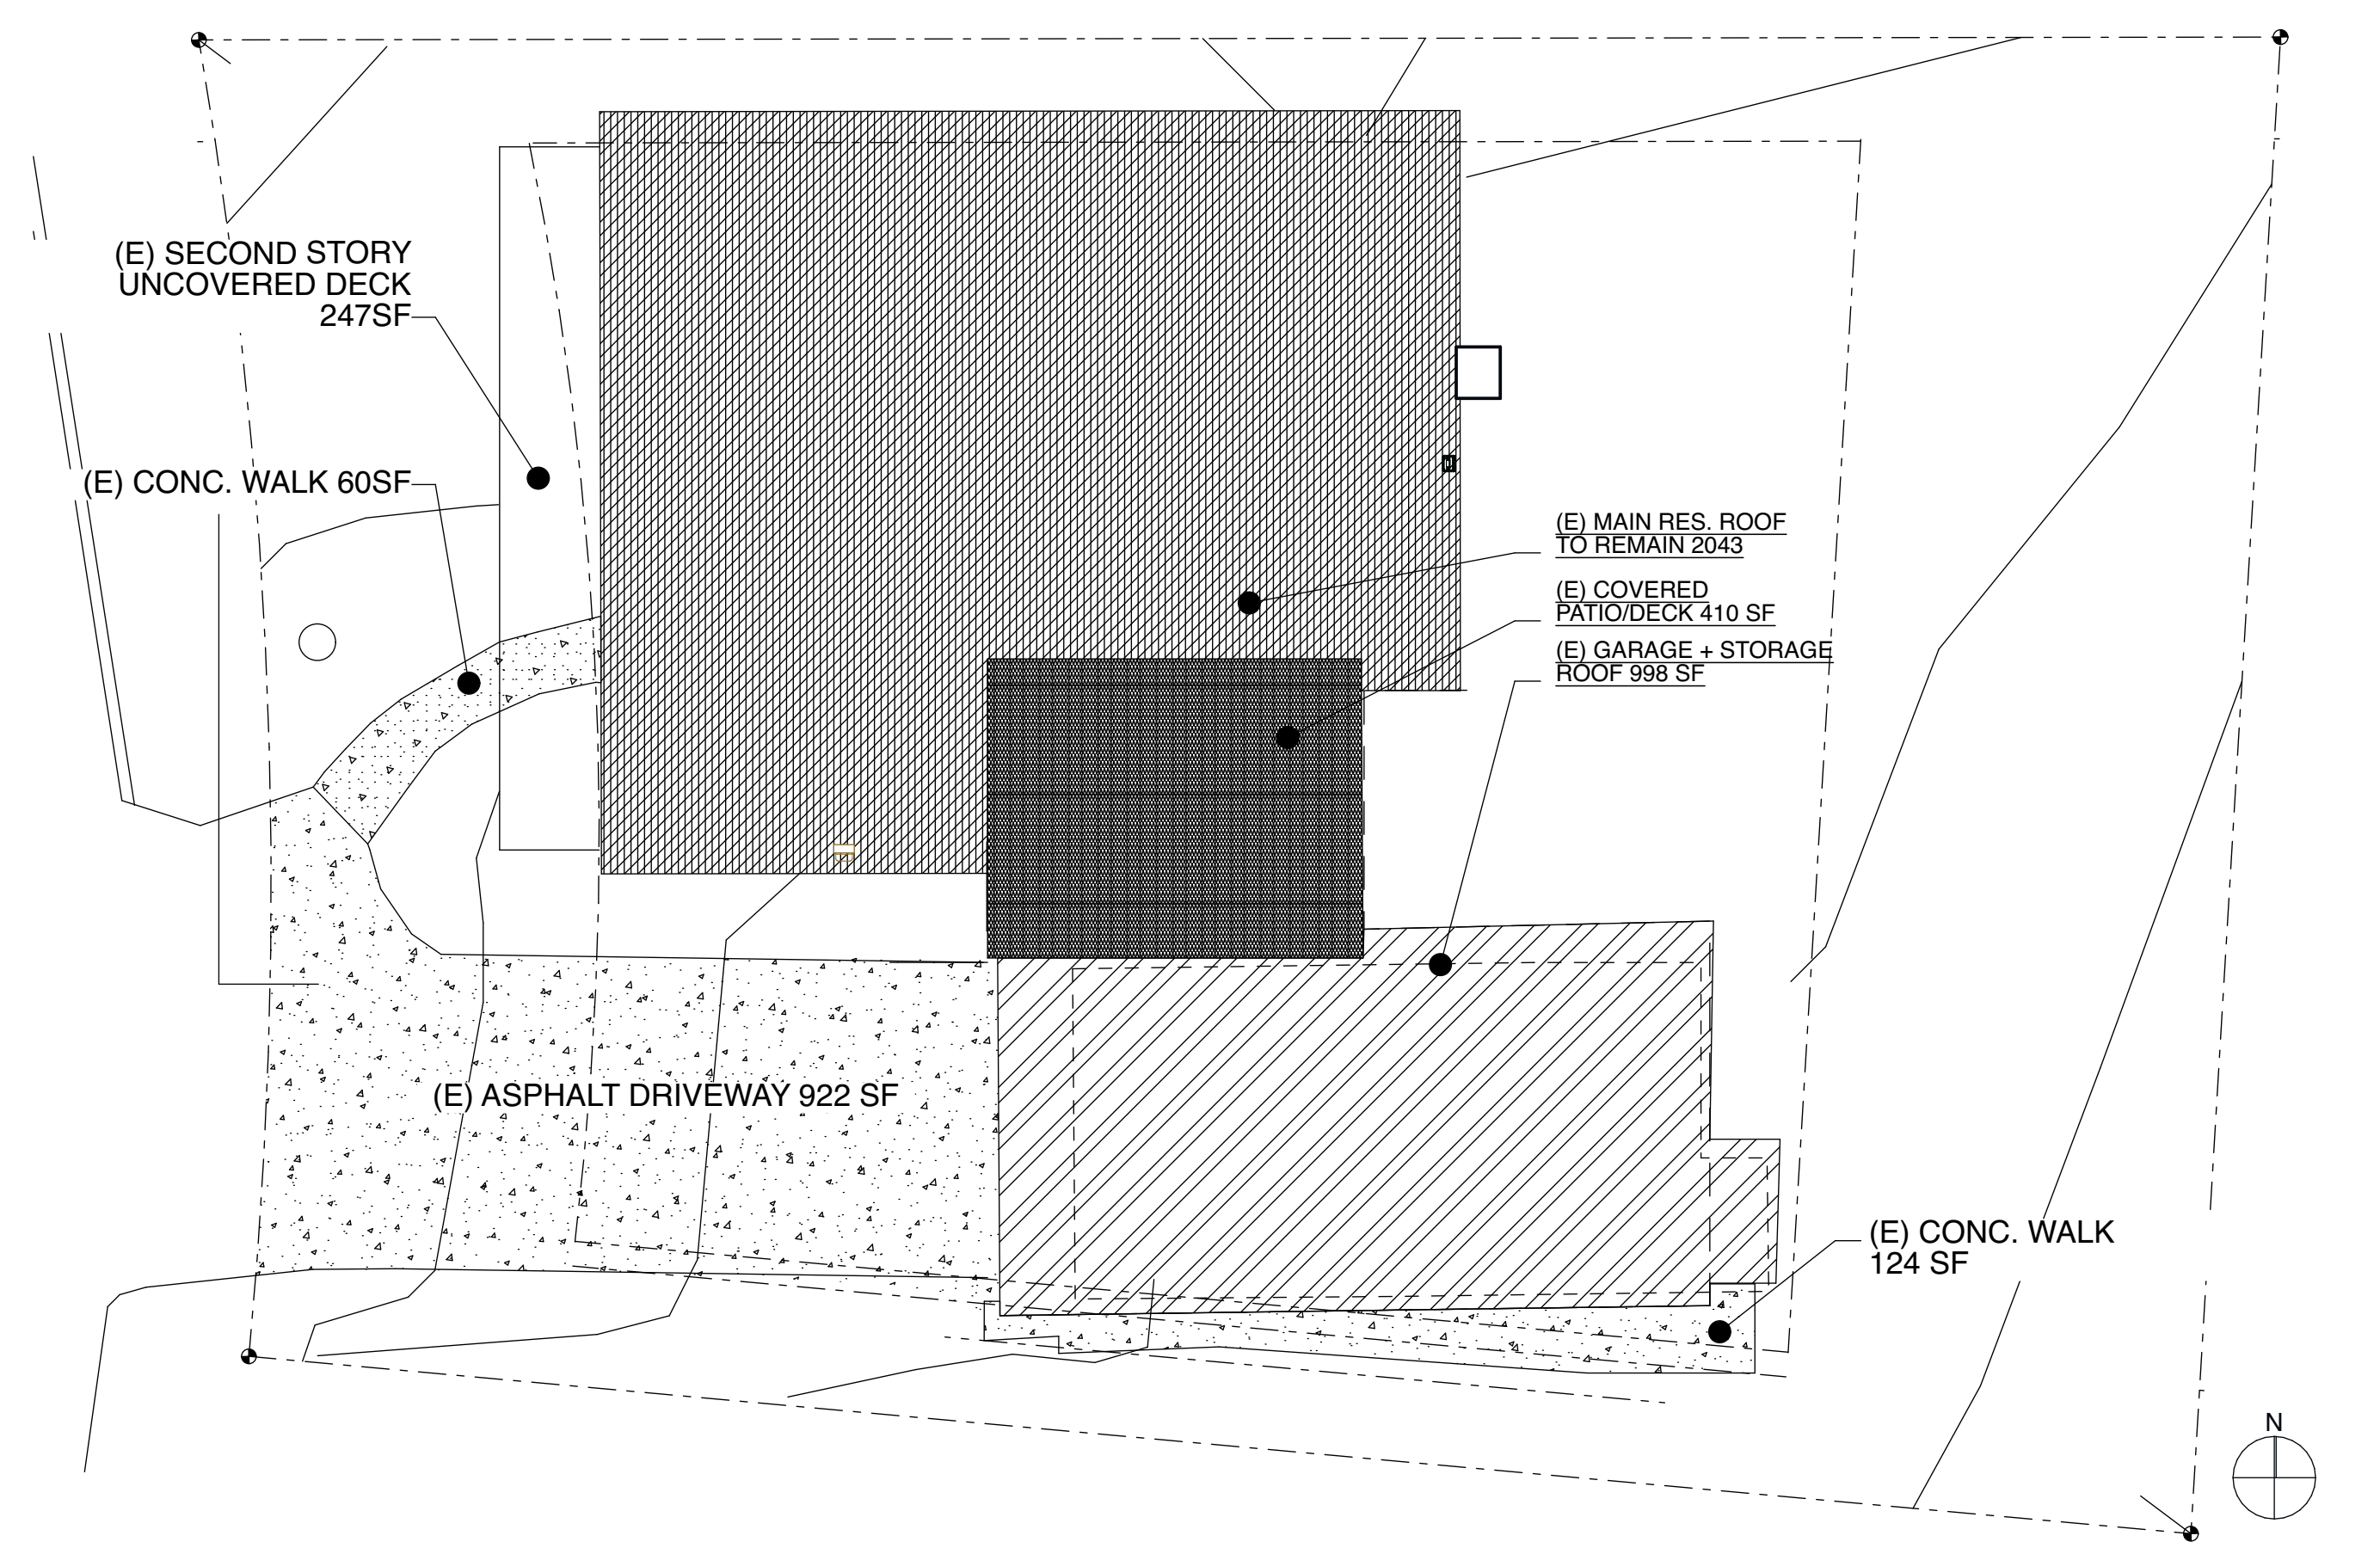 (E) SECOND STORY
UNCOVERED DECK
247SF
(E) CONC. WALK 60SF
(E) MAIN RES. ROOF
TO REMAIN 2043
(E) COVERED
PATIO/DECK 410 SF
(E) GARAGE + STORAGE
ROOF 998 SF
(E) ASPHALT DRIVEWAY 922 SF
(E) CONC. WALK
124 SF
N